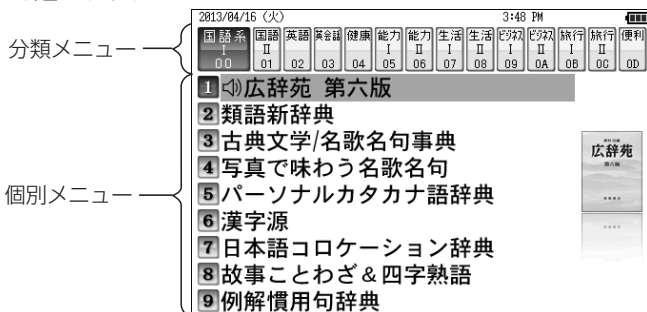 2013/04/16 (火) 3:48 PM
分類メニュー
国語系 I 00
国語 II 01
英語 02
英会話 03
健康 04
能力 I 05
能力 II 06
生活 I 07
生活 II 08
ビジネス I 09
ビジネス II 0A
旅行 I 0B
旅行 II 0C
便利 0D
個別メニュー
1 広辞苑 第六版
2 類語新辞典
3 古典文学/名歌名句事典
4 写真で味わう名歌名句
5 パーソナルカタカナ語辞典
6 漢字源
7 日本語コロケーション辞典
8 故事ことわざ&四字熟語
9 例解慣用句辞典
広辞苑
第六版